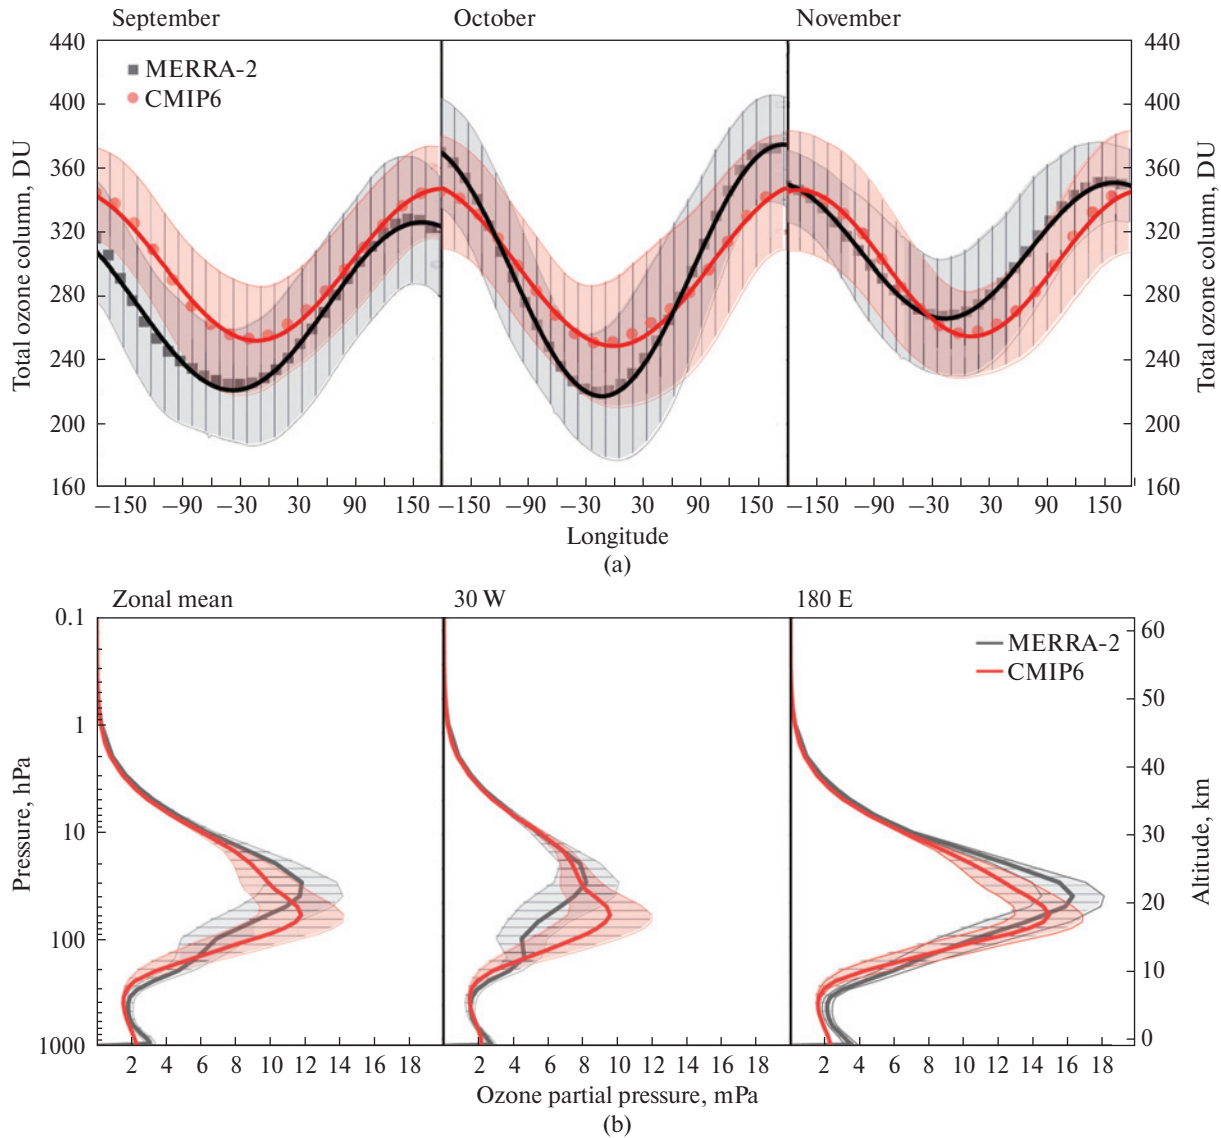 September October November
440 440
MERRA-2
CMIP6
400 400
360 360
320 320
280 280
240 240
200 200
160 160
Total ozone column, DU
Total ozone column, DU
−150 −90 −30 30 90 150 −150 −90 −30 30 90 150 −150 −90 −30 30 90 150
Longitude
(a)
Zonal mean 30 W 180 E
0.1 60
MERRA-2
CMIP6
50
1
40
10 30
20
100
10
1000 0
Pressure, hPa
Altitude, km
2 4 6 8 10 12 14 16 18 2 4 6 8 10 12 14 16 18 2 4 6 8 10 12 14 16 18
Ozone partial pressure, mPa
(b)